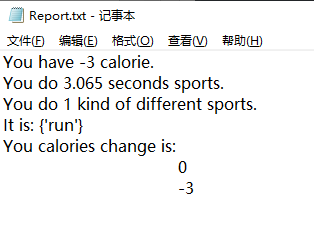 Report.txt - 记事本
文件(F) 编辑(E) 格式(O) 查看(V) 帮助(H)
You have -3 calorie.
You do 3.065 seconds sports.
You do 1 kind of different sports.
It is: {'run'}
You calories change is:
0
-3